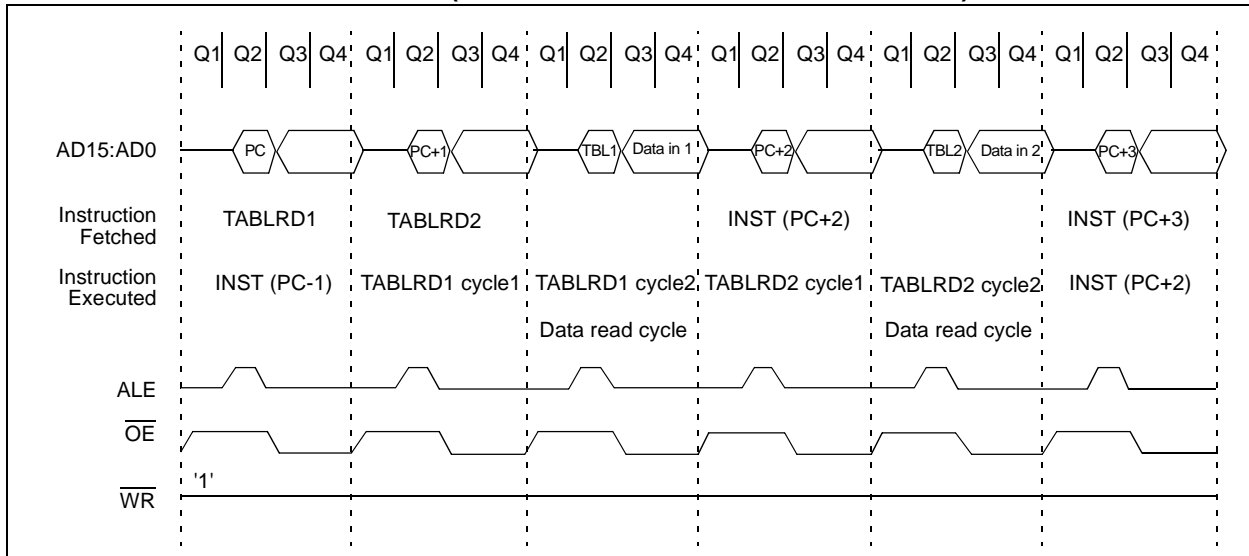 Q1 Q2 Q3 Q4 Q1 Q2 Q3 Q4 Q1 Q2 Q3 Q4 Q1 Q2 Q3 Q4 Q1 Q2 Q3 Q4 Q1 Q2 Q3 Q4
AD15:AD0 PC PC+1 TBL1 Data in 1 PC+2 TBL2 Data in 2 PC+3
Instruction Fetched TABLRD1 TABLRD2 INST (PC+2) INST (PC+3)
Instruction Executed INST (PC-1) TABLRD1 cycle1 TABLRD1 cycle2 TABLRD2 cycle1 TABLRD2 cycle2 INST (PC+2)
Data read cycle Data read cycle
ALE
OE
'1'
WR